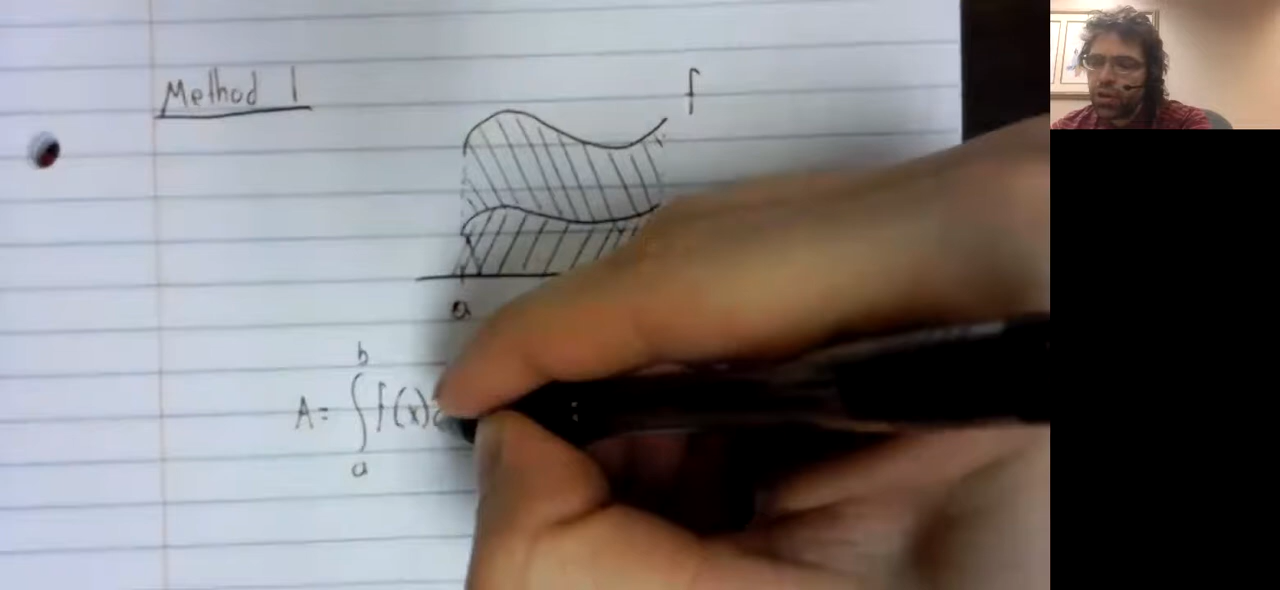 Method 1
f
a
b
A = ∫ f(x)
a